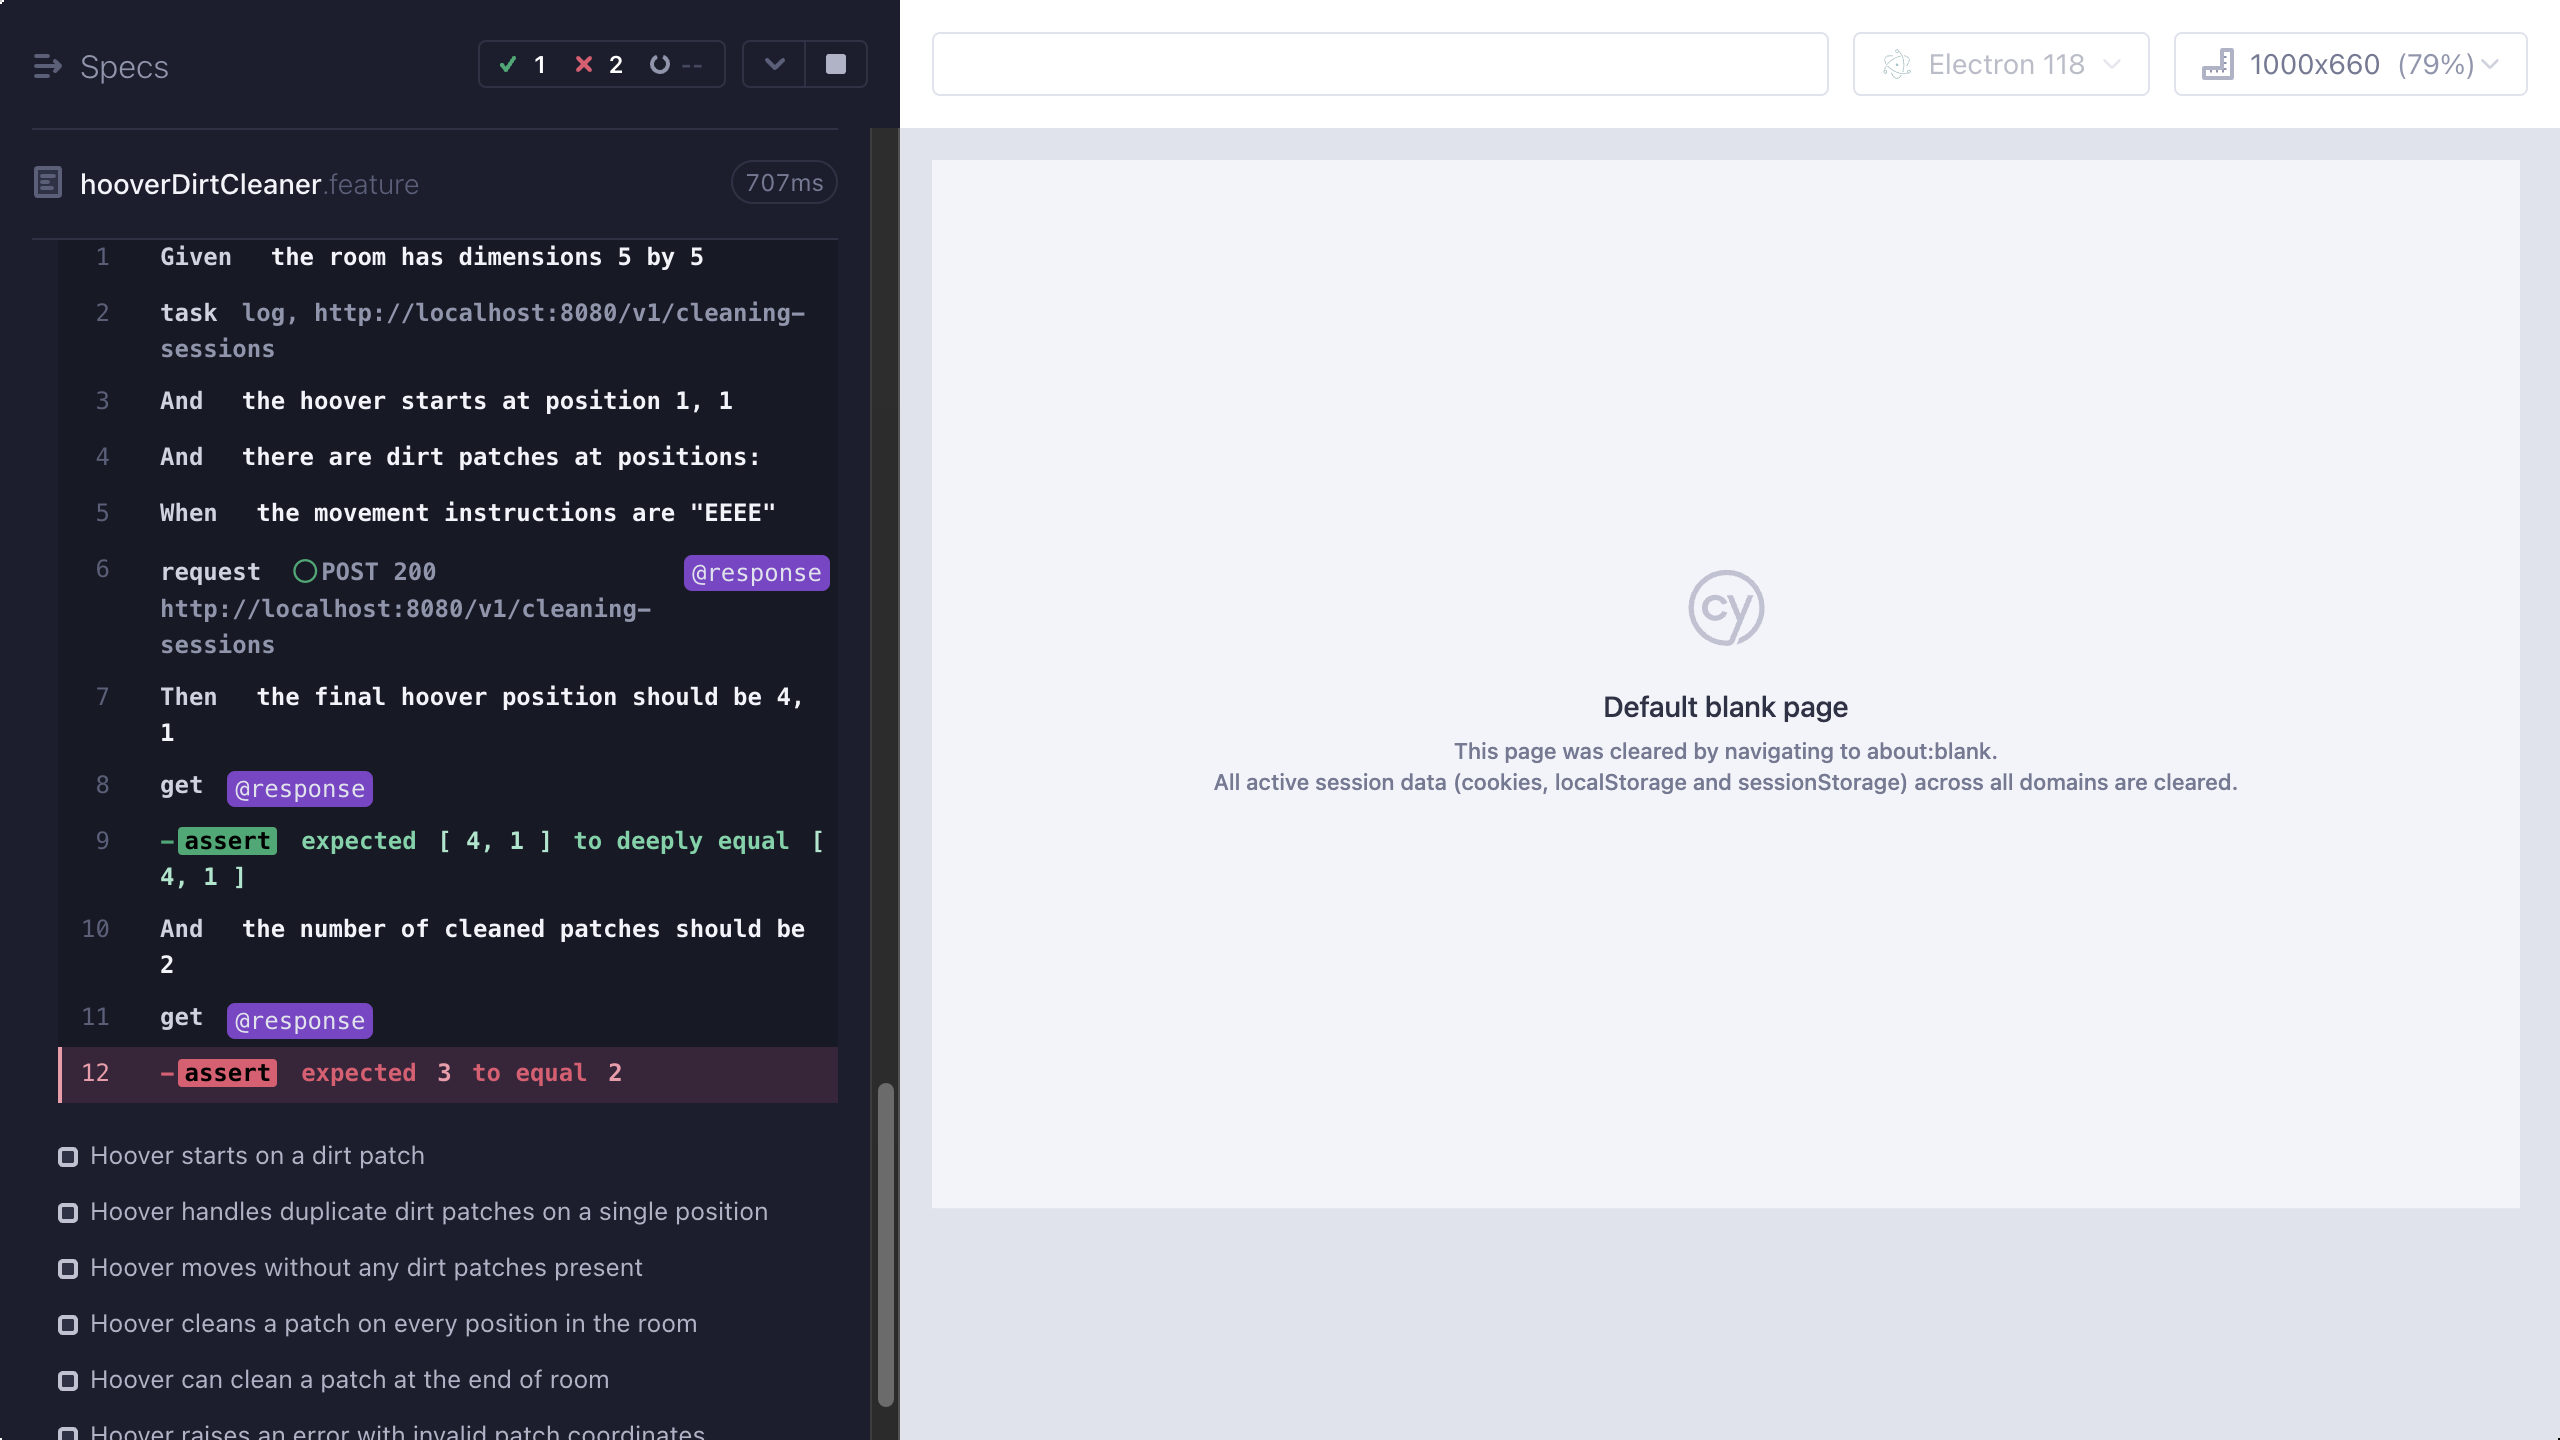 Specs
1 2 --
hooverDirtCleaner.feature 707ms
1 Given the room has dimensions 5 by 5
2 task log, http://localhost:8080/v1/cleaning-
sessions
3 And the hoover starts at position 1, 1
4 And there are dirt patches at positions:
5 When the movement instructions are "EEEE"
6 request POST 200 @response
http://localhost:8080/v1/cleaning-
sessions
7 Then the final hoover position should be 4,
1
8 get @response
9 -assert expected [ 4, 1 ] to deeply equal [
4, 1 ]
10 And the number of cleaned patches should be
2
11 get @response
12 -assert expected 3 to equal 2
Hoover starts on a dirt patch
Hoover handles duplicate dirt patches on a single position
Hoover moves without any dirt patches present
Hoover cleans a patch on every position in the room
Hoover can clean a patch at the end of room
Hoover raises an error with invalid patch coordinates
Electron 118
1000x660 (79%)
cy
Default blank page
This page was cleared by navigating to about:blank.
All active session data (cookies, localStorage and sessionStorage) across all domains are cleared.